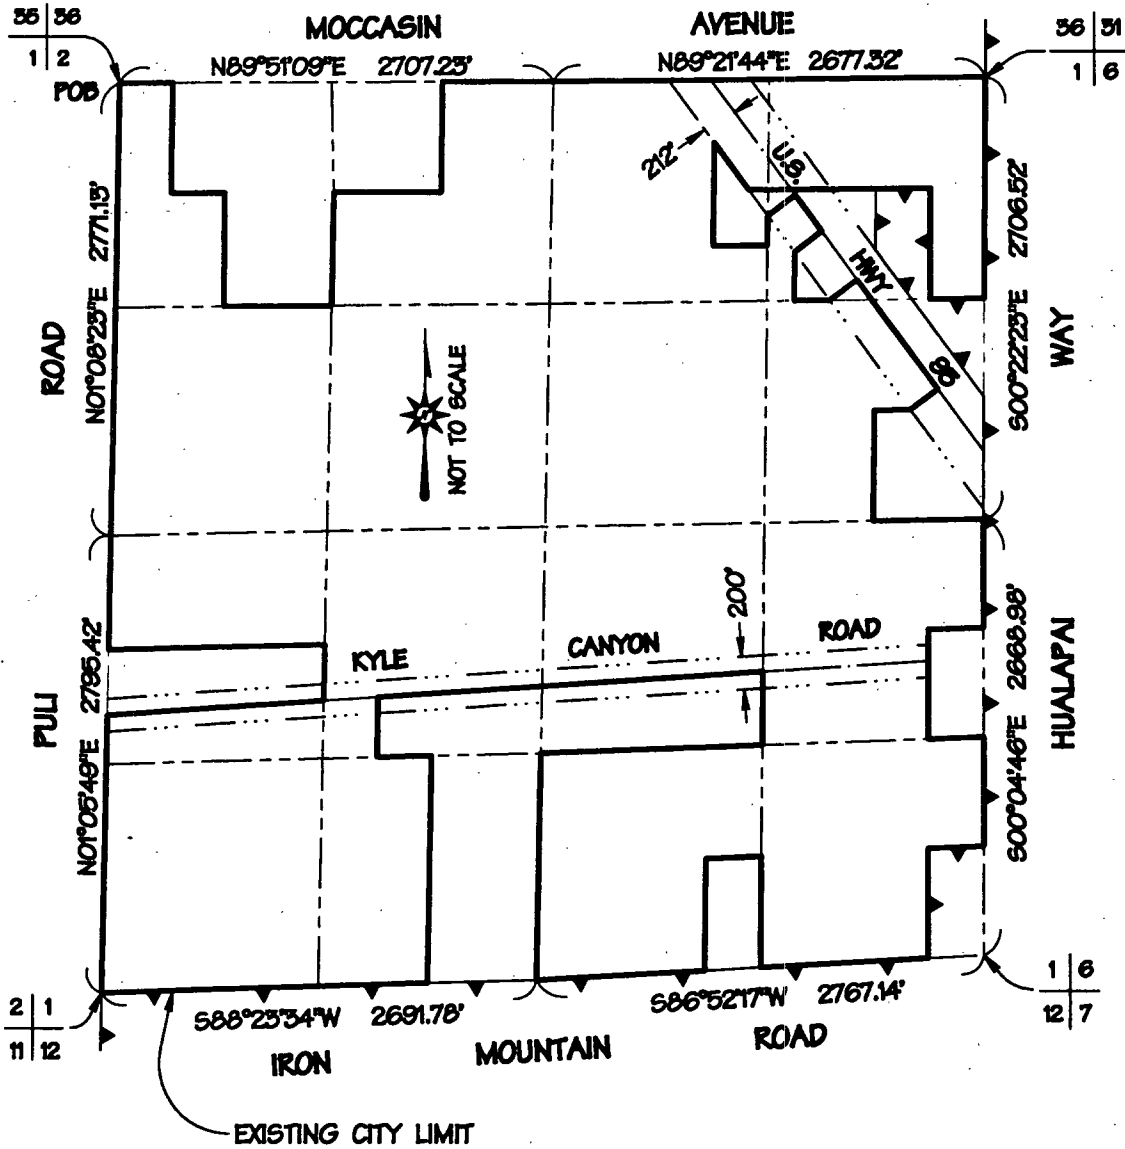 35 36
1 2
MOCCASIN AVENUE
36 31
1 6
N89°51'09"E 2707.23'
N89°21'44"E 2677.32'
POB
212'
U.S.
HWY
95
N01°08'23"E 2771.13'
S00°22'23"E 2706.52'
ROAD
WAY
NOT TO SCALE
200'
KYLE CANYON ROAD
N01°05'49"E 2795.42'
S00°04'46"E 2668.98'
PULI
HUALAPAI
2 1
11 12
1 6
12 7
S88°23'34"W 2691.78'
S86°52'17"W 2767.14'
IRON MOUNTAIN ROAD
EXISTING CITY LIMIT